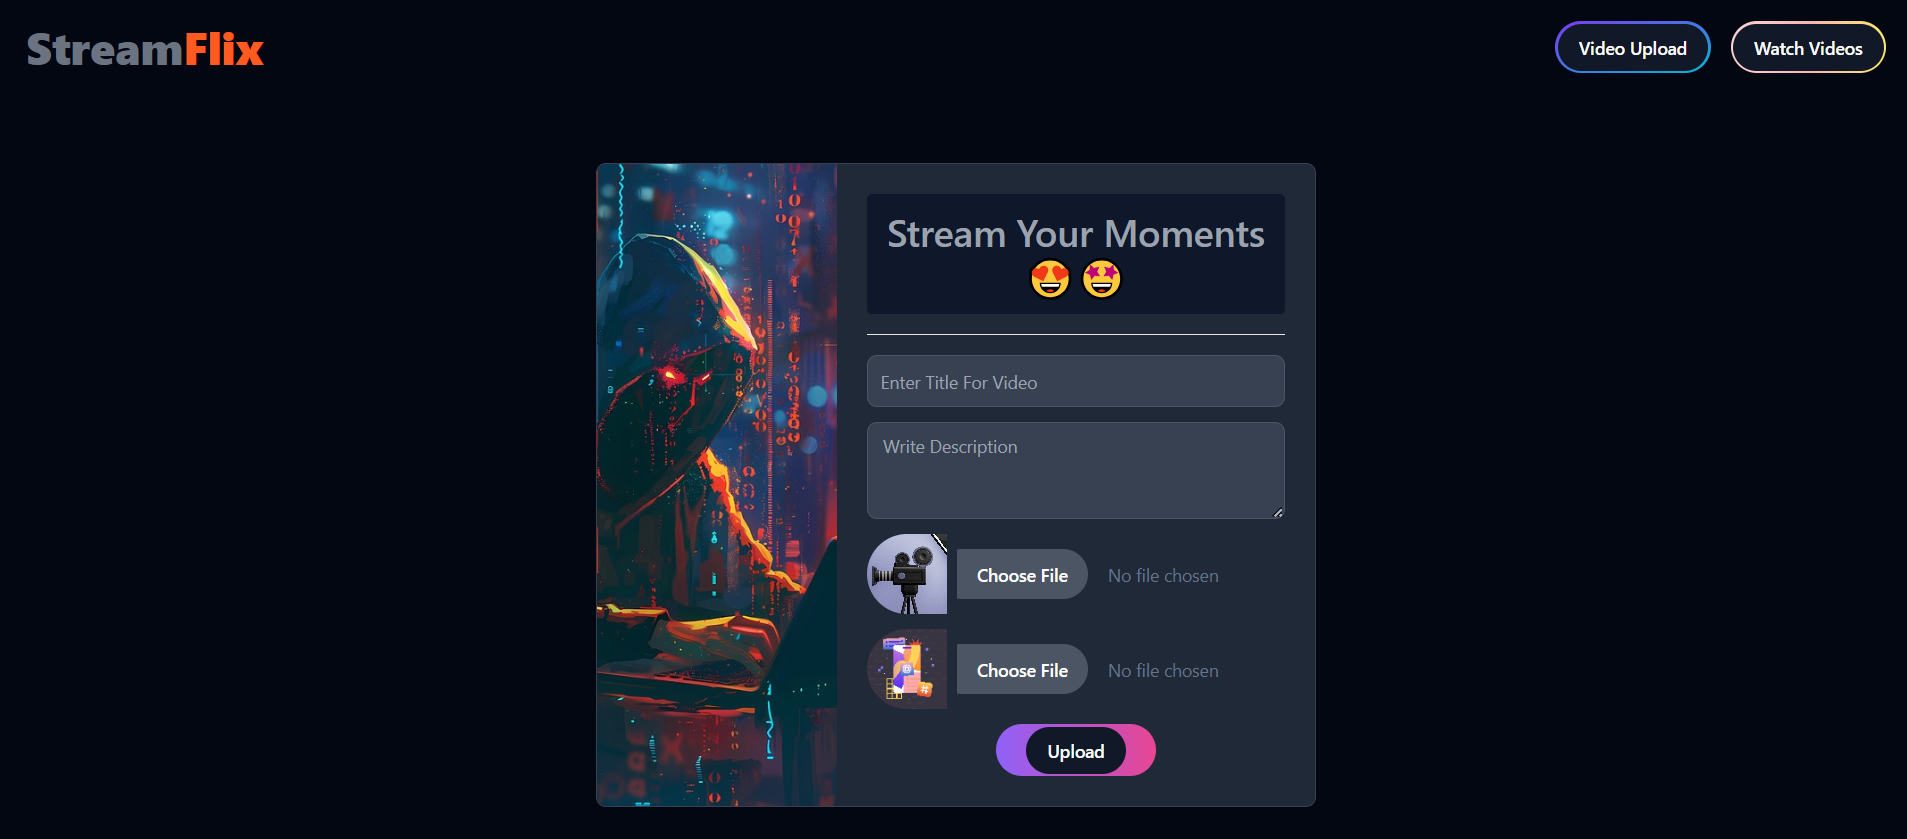 StreamFlix
Video Upload
Watch Videos
Stream Your Moments
😍 🤩
Enter Title For Video
Write Description
Choose File No file chosen
#
Choose File No file chosen
Upload